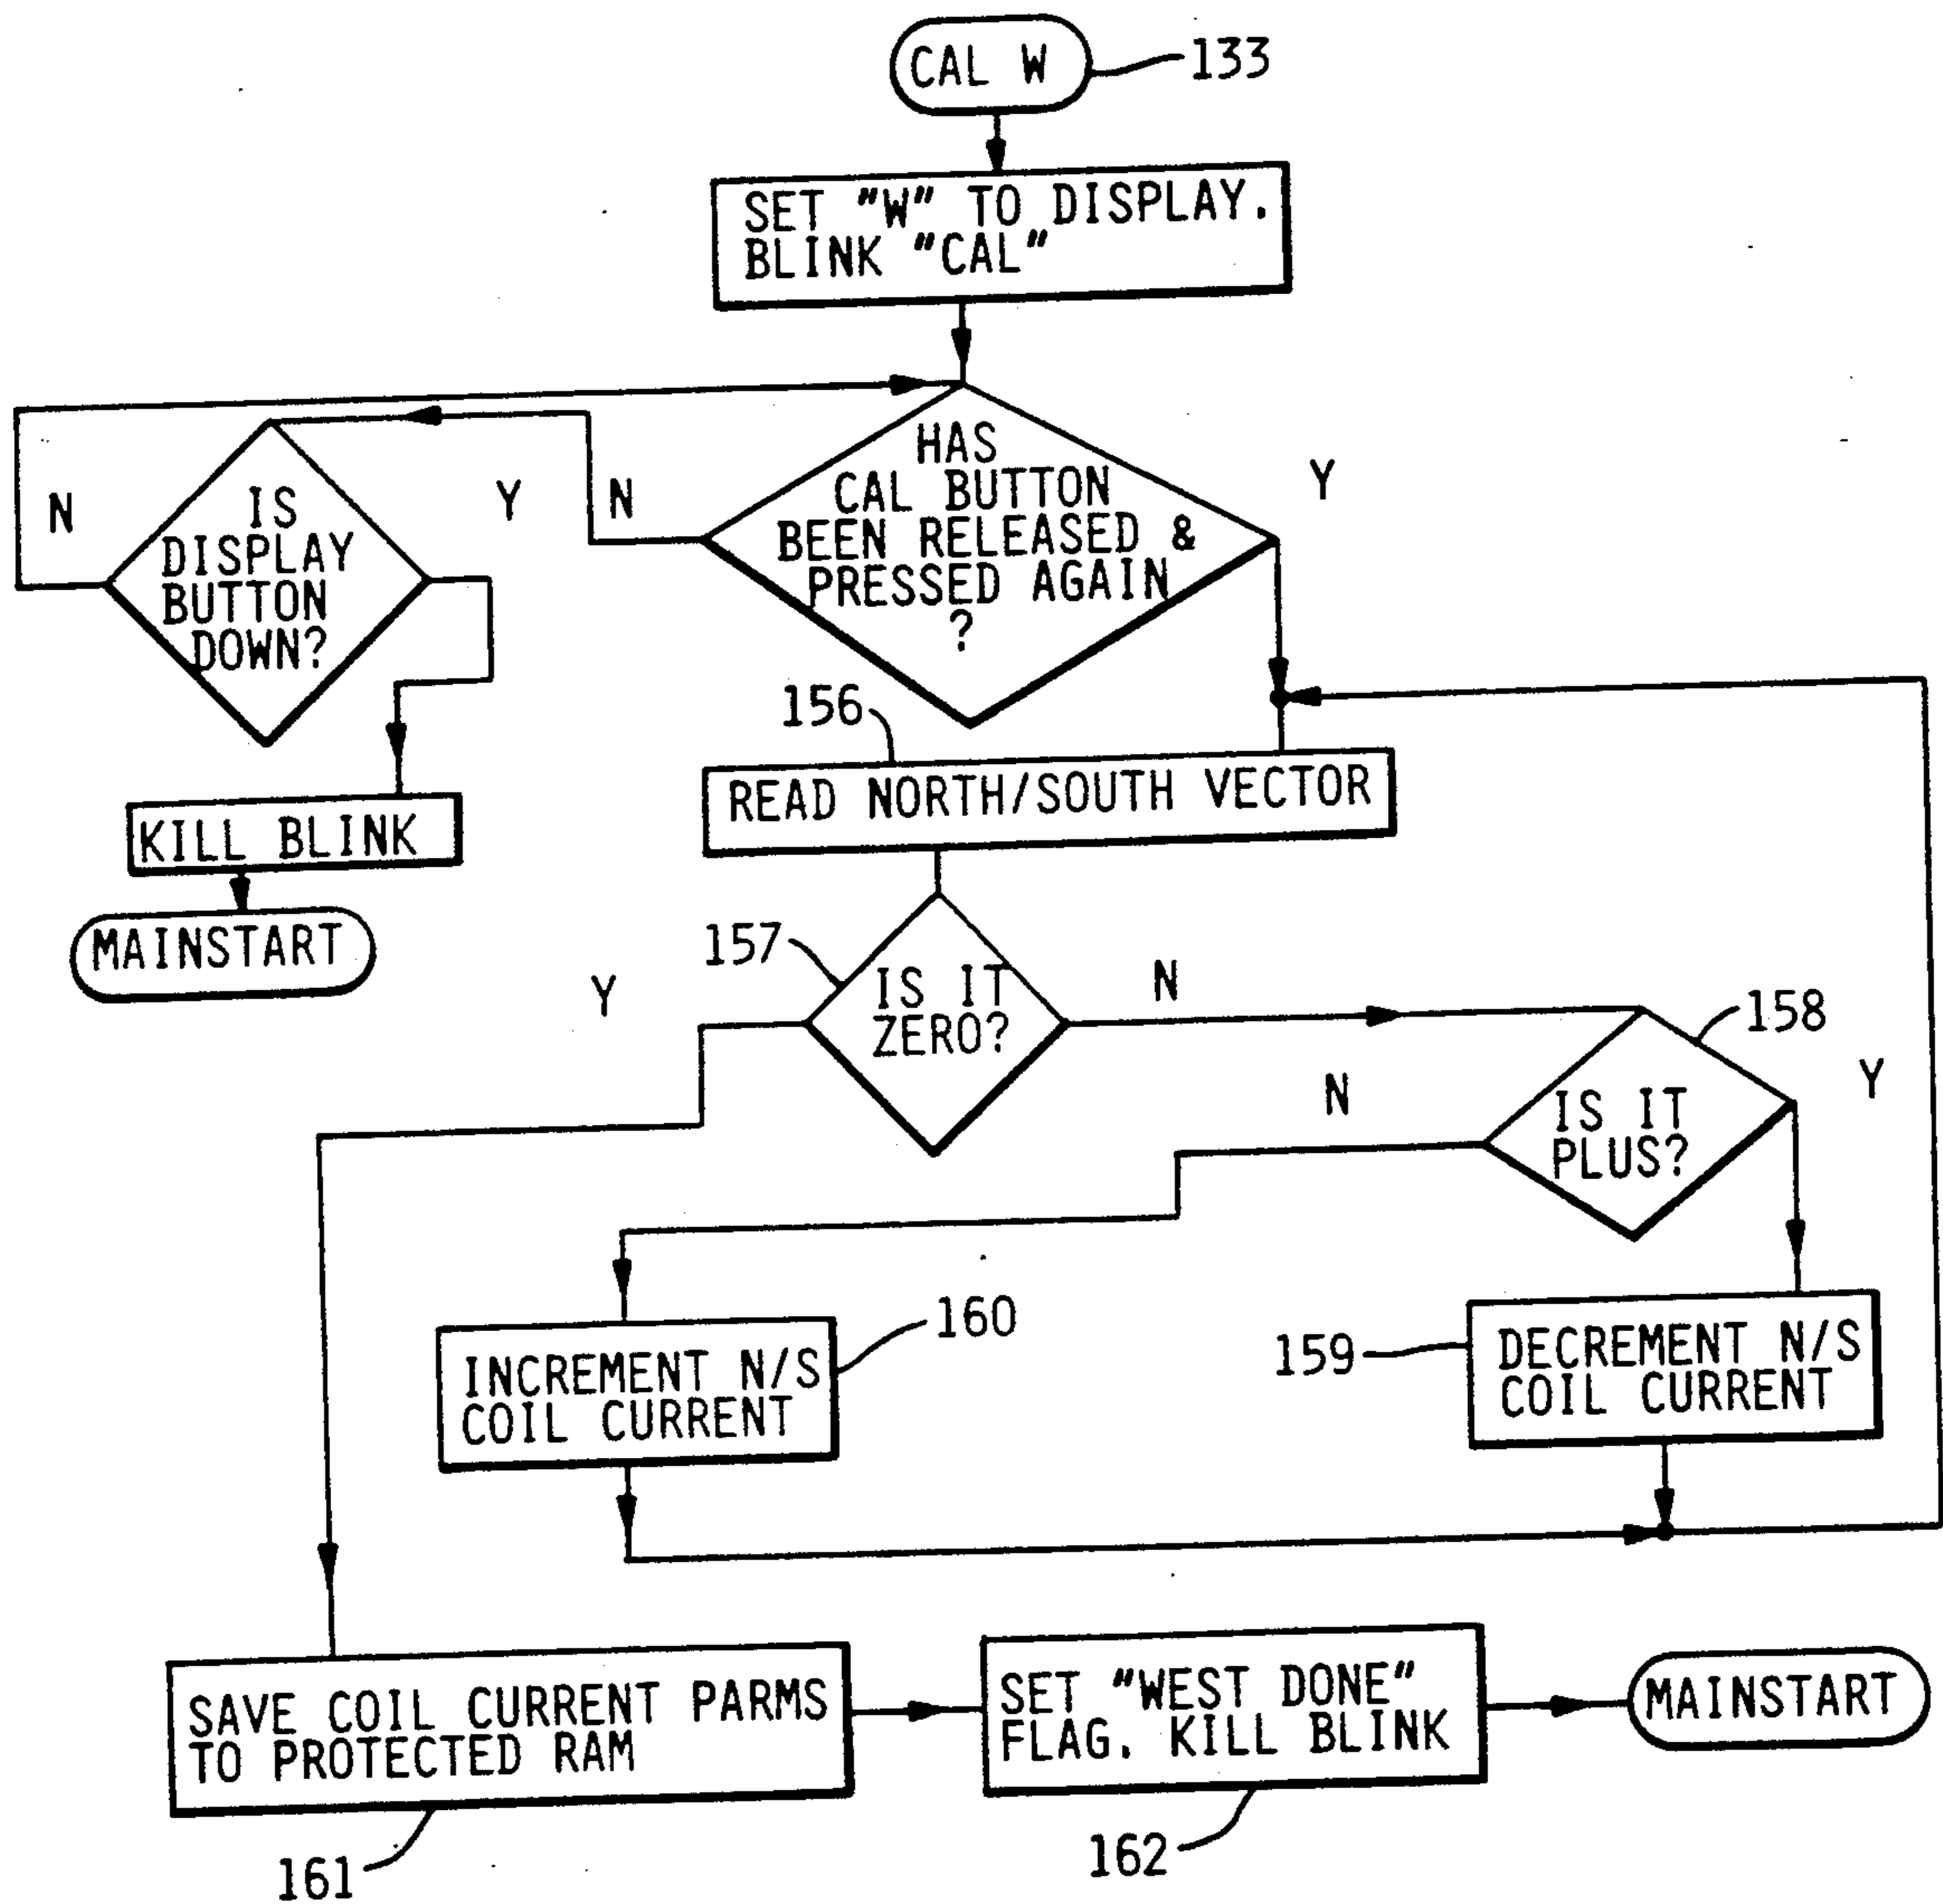 CAL W
133
SET "W" TO DISPLAY.
BLINK "CAL"
HAS
CAL BUTTON
BEEN RELEASED &
PRESSED AGAIN
?
Y
N
Y
N
IS
DISPLAY
BUTTON
DOWN?
KILL BLINK
MAINSTART
156
READ NORTH/SOUTH VECTOR
157
IS IT
ZERO?
Y
N
158
IS IT
PLUS?
N
Y
160
INCREMENT N/S
COIL CURRENT
159
DECREMENT N/S
COIL CURRENT
SAVE COIL CURRENT PARMS
TO PROTECTED RAM
161
SET "WEST DONE"
FLAG. KILL BLINK
162
MAINSTART